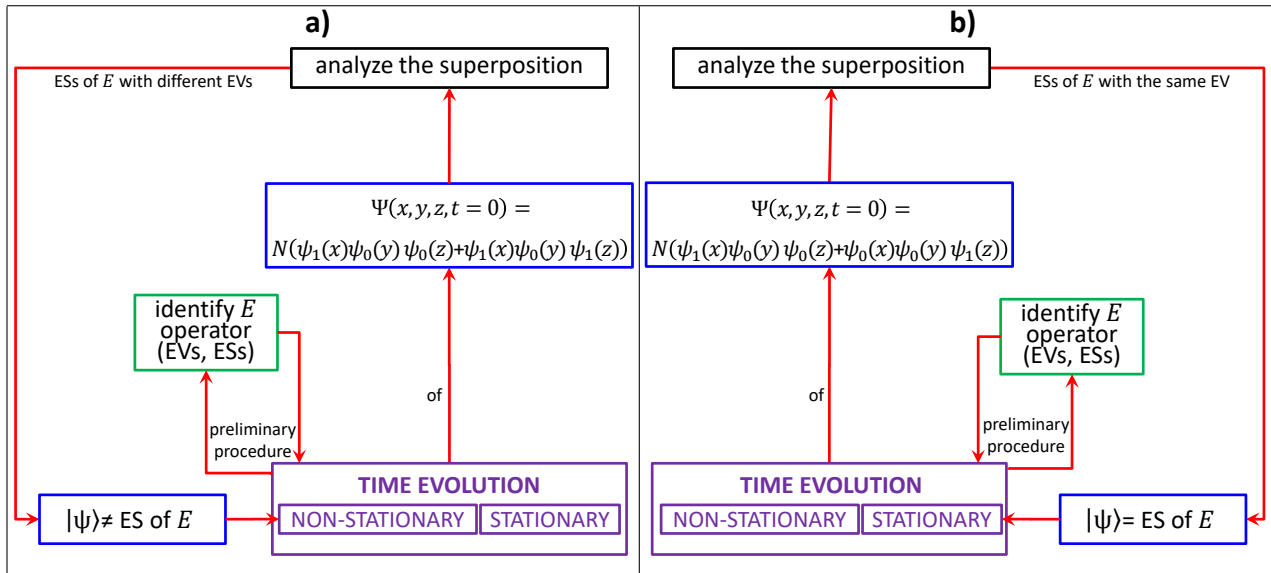 a)
analyze the superposition
ESs of E with different EVs
Ψ(x, y, z, t = 0) =
N(ψ₁(x)ψ₀(y) ψ₀(z)+ψ₁(x)ψ₀(y) ψ₁(z))
identify E
operator
(EVs, ESs)
of
preliminary
procedure
TIME EVOLUTION
NON-STATIONARY
STATIONARY
|ψ⟩≠ ES of E
b)
analyze the superposition
ESs of E with the same EV
Ψ(x, y, z, t = 0) =
N(ψ₁(x)ψ₀(y) ψ₀(z)+ψ₀(x)ψ₀(y) ψ₁(z))
identify E
operator
(EVs, ESs)
of
preliminary
procedure
TIME EVOLUTION
NON-STATIONARY
STATIONARY
|ψ⟩= ES of E